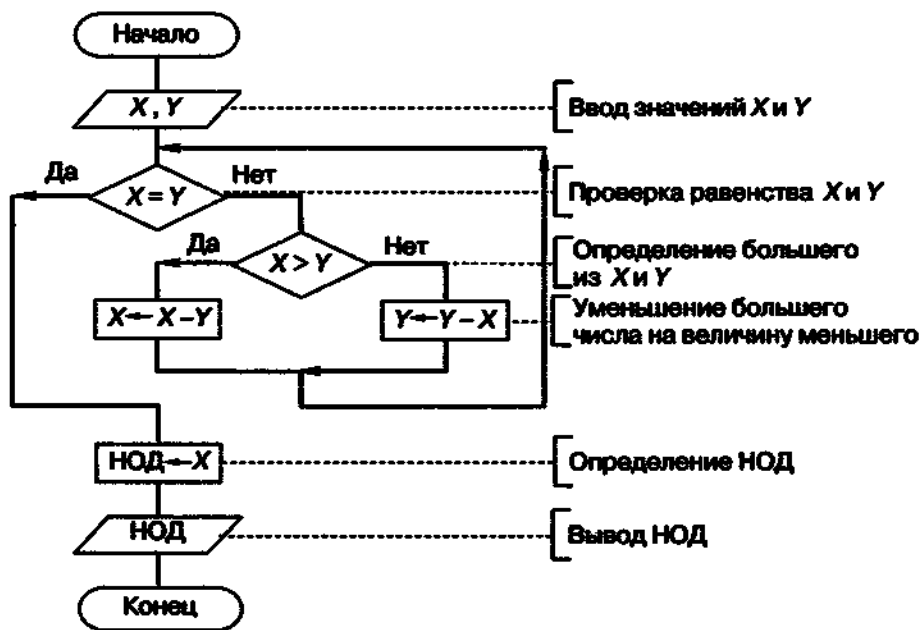 Начало
X, Y
Ввод значений X и Y
Да
Нет
X = Y
Проверка равенства X и Y
Да
Нет
X > Y
Определение большего
из X и Y
X ← X – Y
Y ← Y – X
Уменьшение большего
числа на величину меньшего
НОД ← X
Определение НОД
НОД
Вывод НОД
Конец